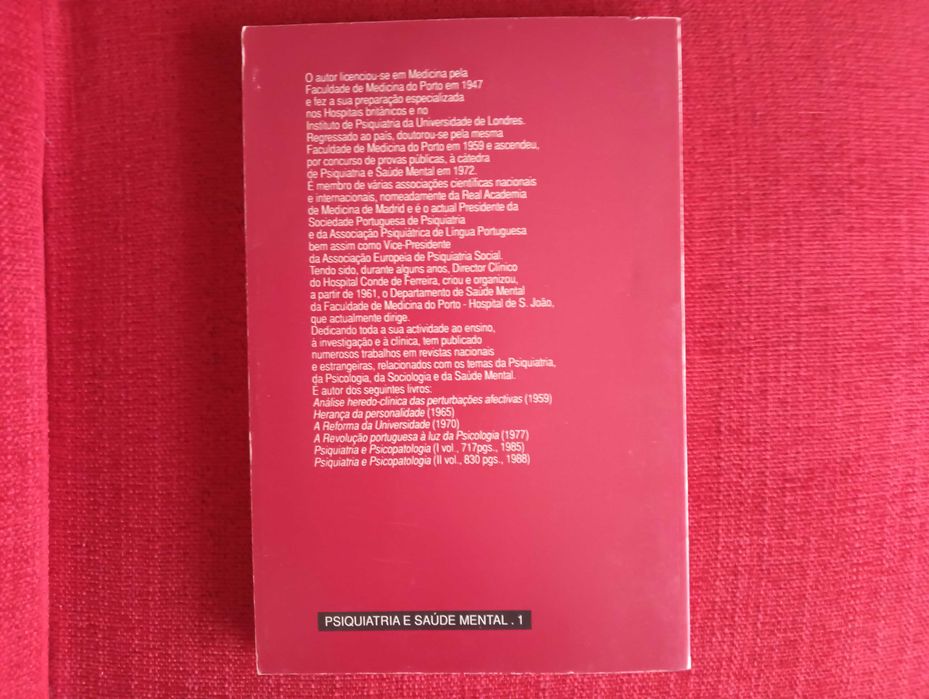 O autor licenciou-se em Medicina pela
Faculdade de Medicina do Porto em 1947
e fez a sua preparação especializada
nos Hospitais britânicos e no
Instituto de Psiquiatria da Universidade de Londres.
Regressado ao país, doutorou-se pela mesma
Faculdade de Medicina do Porto em 1959 e ascendeu,
por concurso de provas públicas, à cátedra
de Psiquiatria e Saúde Mental em 1972.
É membro de várias associações científicas nacionais
e internacionais, nomeadamente da Real Academia
de Medicina de Madrid e é o actual Presidente da
Sociedade Portuguesa de Psiquiatria
e da Associação Psiquiátrica de Língua Portuguesa
bem assim como Vice-Presidente
da Associação Europeia de Psiquiatria Social.
Tendo sido, durante alguns anos, Director Clínico
do Hospital Conde de Ferreira, criou e organizou,
a partir de 1961, o Departamento de Saúde Mental
da Faculdade de Medicina do Porto - Hospital de S. João,
que actualmente dirige.
Dedicando toda a sua actividade ao ensino,
à investigação e à clínica, tem publicado
numerosos trabalhos em revistas nacionais
e estrangeiras, relacionados com os temas da Psiquiatria,
da Psicologia, da Sociologia e da Saúde Mental.
É autor dos seguintes livros:
Análise heredo-clínica das perturbações afectivas (1959)
Herança da personalidade (1965)
A Reforma da Universidade (1970)
A Revolução portuguesa à luz da Psicologia (1977)
Psiquiatria e Psicopatologia (I vol., 717pgs., 1985)
Psiquiatria e Psicopatologia (II vol., 830 pgs., 1988)
PSIQUIATRIA E SAÚDE MENTAL . 1